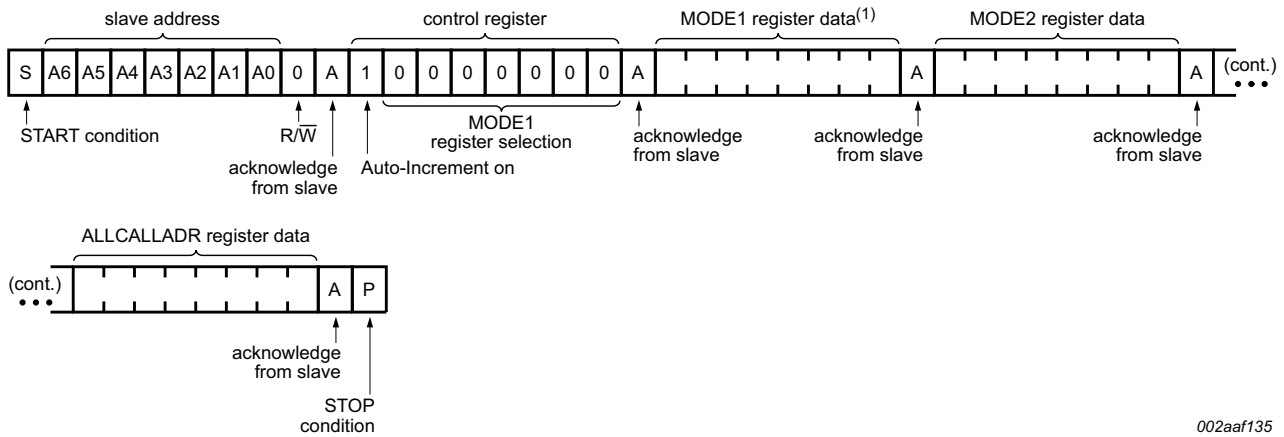 slave address control register MODE1 register data(1) MODE2 register data
S A6 A5 A4 A3 A2 A1 A0 0 A 1 0 0 0 0 0 0 0 A A A (cont.)
START condition R/W̅ MODE1 register selection acknowledge from slave acknowledge from slave acknowledge from slave
acknowledge from slave Auto-Increment on
ALLCALLADR register data
(cont.) A P
acknowledge from slave
STOP condition
002aaf135